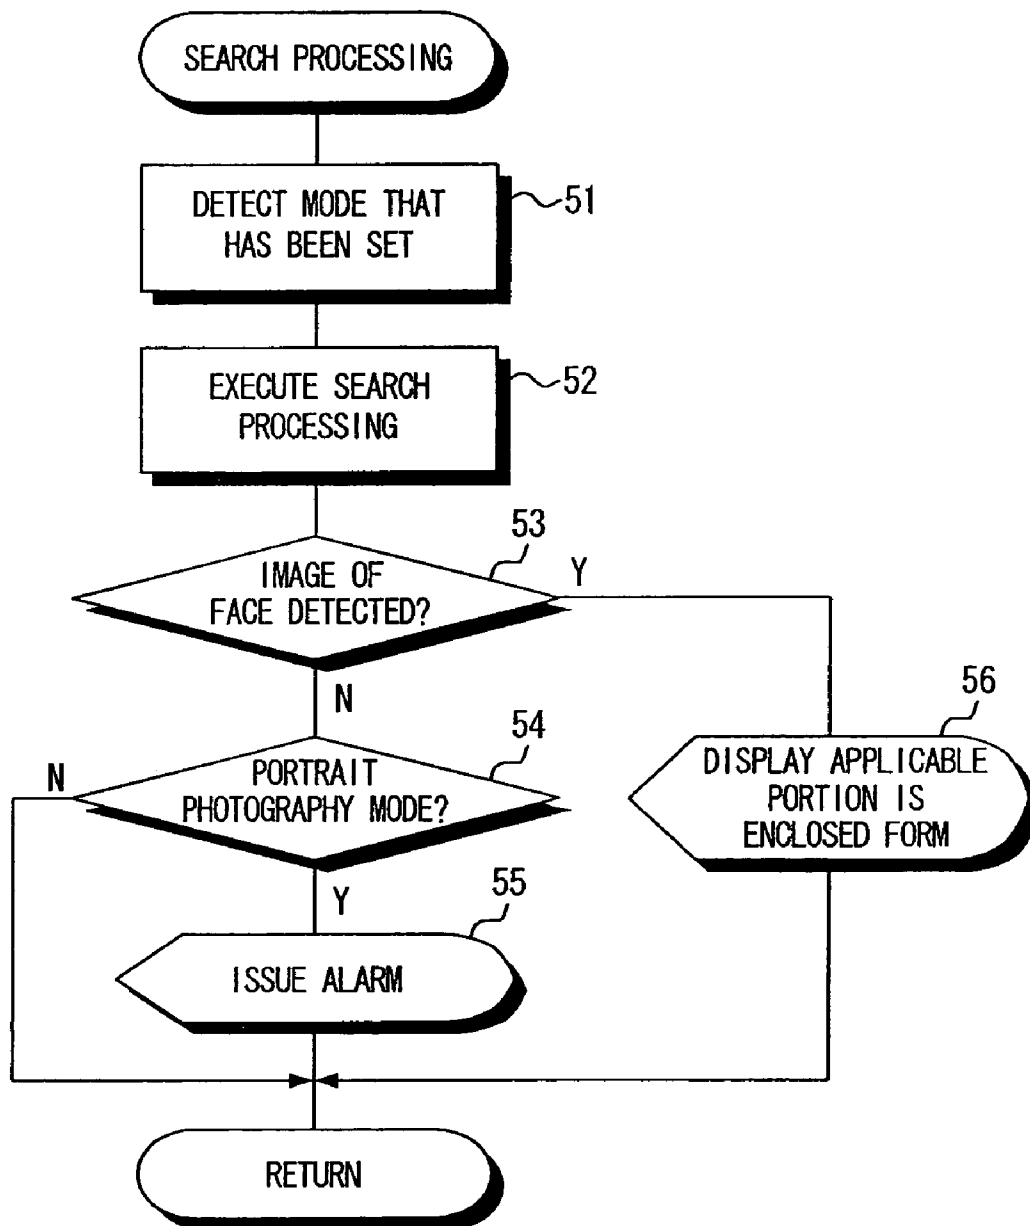 SEARCH PROCESSING
DETECT MODE THAT
HAS BEEN SET
51
EXECUTE SEARCH
PROCESSING
52
53
IMAGE OF
FACE DETECTED?
Y
N
54
N
PORTRAIT
PHOTOGRAPHY MODE?
Y
55
ISSUE ALARM
56
DISPLAY APPLICABLE
PORTION IS
ENCLOSED FORM
RETURN